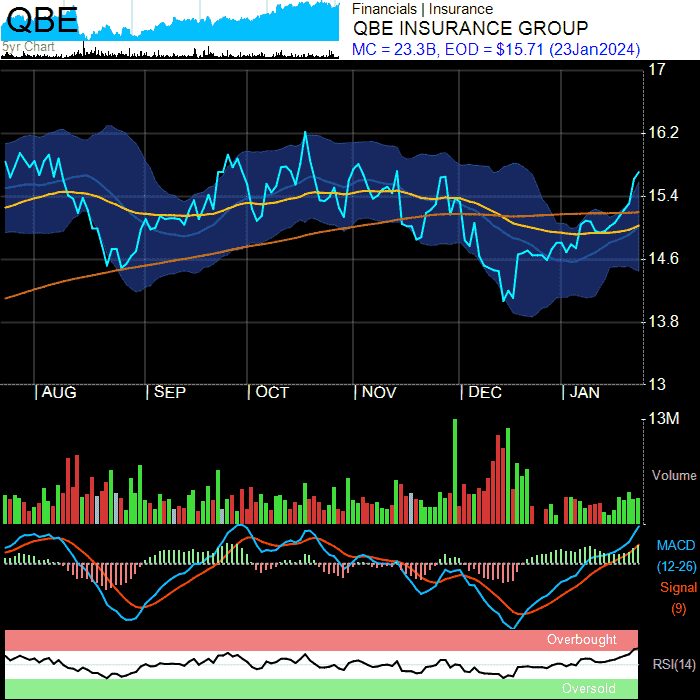 QBE
5yr Chart
Financials | Insurance
QBE INSURANCE GROUP
MC = 23.3B, EOD = $15.71 (23Jan2024)
17
16.2
15.4
14.6
13.8
13
| AUG | SEP | OCT | NOV | DEC | JAN
13M
Volume
MACD
(12-26)
Signal
(9)
Overbought
RSI(14)
Oversold